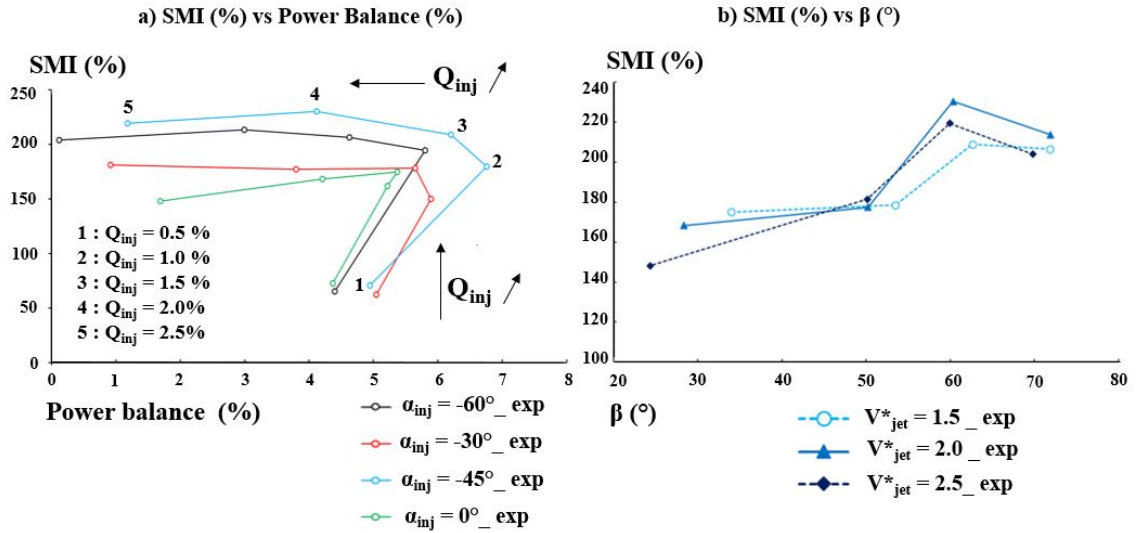 a) SMI (%) vs Power Balance (%)
SMI (%)
250
200
150
100
50
0
0 1 2 3 4 5 6 7 8
Power balance (%)
Q_inj
5
4
3
2
1
Q_inj
1 : Q_inj = 0.5 %
2 : Q_inj = 1.0 %
3 : Q_inj = 1.5 %
4 : Q_inj = 2.0%
5 : Q_inj = 2.5%
α_inj = -60°_ exp
α_inj = -30°_ exp
α_inj = -45°_ exp
α_inj = 0°_ exp
b) SMI (%) vs β (°)
SMI (%)
240
220
200
180
160
140
120
100
20 30 40 50 60 70 80
β (°)
V*_jet = 1.5 _ exp
V*_jet = 2.0 _ exp
V*_jet = 2.5_ exp